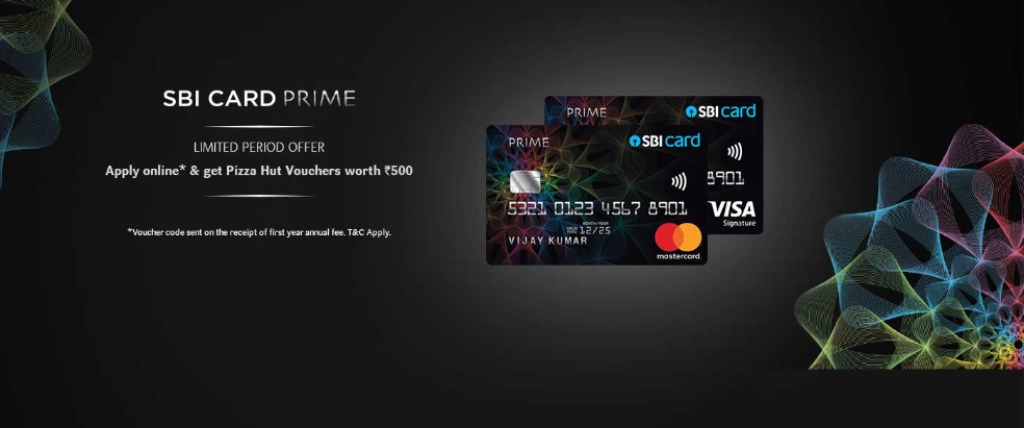 SBI CARD PRIME
LIMITED PERIOD OFFER
Apply online* & get Pizza Hut Vouchers worth ₹500
*Voucher code sent on the receipt of first year annual fee. T&C Apply.
PRIME
SBI card
8901
VISA
Signature
PRIME
SBI card
5321 0123 4567 8901
12/25
VIJAY KUMAR
mastercard.